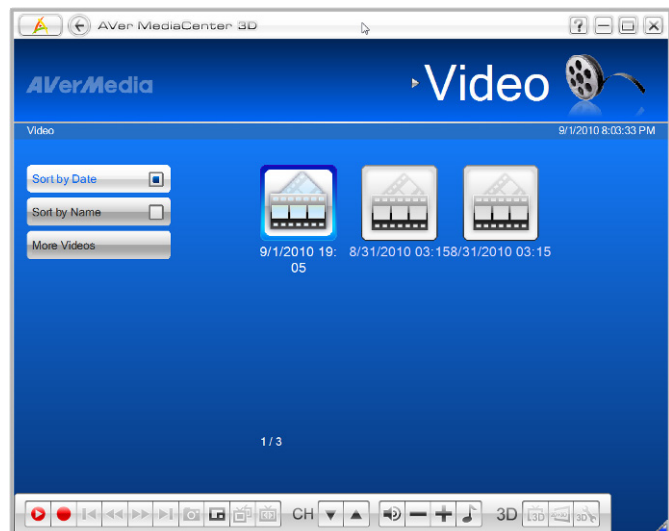 AVer MediaCenter 3D
?
AVerMedia
Video
Video
9/1/2010 8:03:33 PM
Sort by Date
Sort by Name
More Videos
9/1/2010 19:
05
8/31/2010 03:15
8/31/2010 03:15
1 / 3
CH
3D
3D
3D